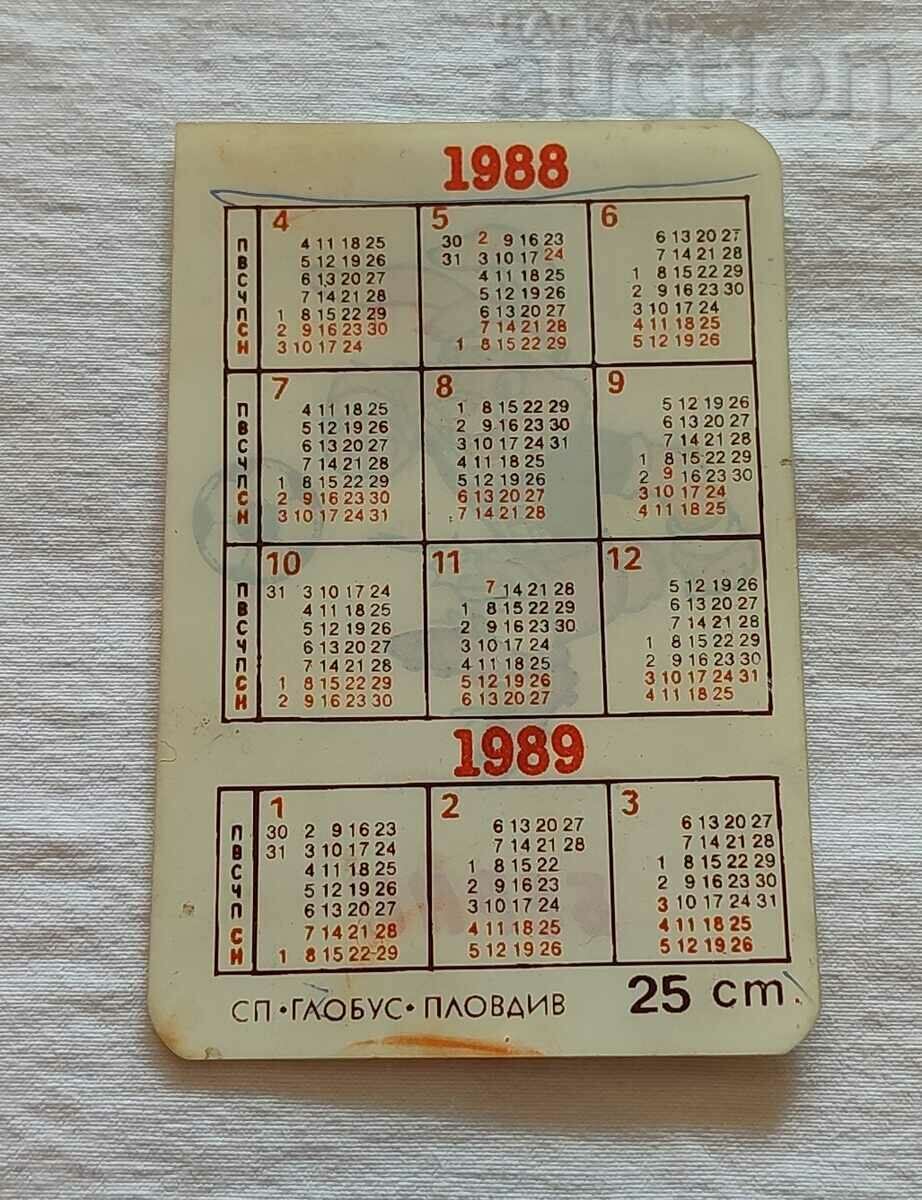 BALKAN
auction
1988
4 5 6
П 4 11 18 25 30 2 9 16 23 6 13 20 27
В 5 12 19 26 31 3 10 17 24 7 14 21 28
С 6 13 20 27 4 11 18 25 1 8 15 22 29
Ч 7 14 21 28 5 12 19 26 2 9 16 23 30
П 1 8 15 22 29 6 13 20 27 3 10 17 24
С 2 9 16 23 30 7 14 21 28 4 11 18 25
Н 3 10 17 24 1 8 15 22 29 5 12 19 26
7 8 9
П 4 11 18 25 1 8 15 22 29 5 12 19 26
В 5 12 19 26 2 9 16 23 30 6 13 20 27
С 6 13 20 27 3 10 17 24 31 7 14 21 28
Ч 7 14 21 28 4 11 18 25 1 8 15 22 29
П 1 8 15 22 29 5 12 19 26 2 9 16 23 30
С 2 9 16 23 30 6 13 20 27 3 10 17 24
Н 3 10 17 24 31 7 14 21 28 4 11 18 25
10 11 12
П 31 3 10 17 24 7 14 21 28 5 12 19 26
В 4 11 18 25 1 8 15 22 29 6 13 20 27
С 5 12 19 26 2 9 16 23 30 7 14 21 28
Ч 6 13 20 27 3 10 17 24 1 8 15 22 29
П 7 14 21 28 4 11 18 25 2 9 16 23 30
С 1 8 15 22 29 5 12 19 26 3 10 17 24 31
Н 2 9 16 23 30 6 13 20 27 4 11 18 25
1989
1 2 3
П 30 2 9 16 23 6 13 20 27 6 13 20 27
В 31 3 10 17 24 7 14 21 28 7 14 21 28
С 4 11 18 25 1 8 15 22 1 8 15 22 29
Ч 5 12 19 26 2 9 16 23 2 9 16 23 30
П 6 13 20 27 3 10 17 24 3 10 17 24 31
С 7 14 21 28 4 11 18 25 4 11 18 25
Н 1 8 15 22 29 5 12 19 26 5 12 19 26
СП•ГЛОБУС•ПЛОВДИВ 25 cm.